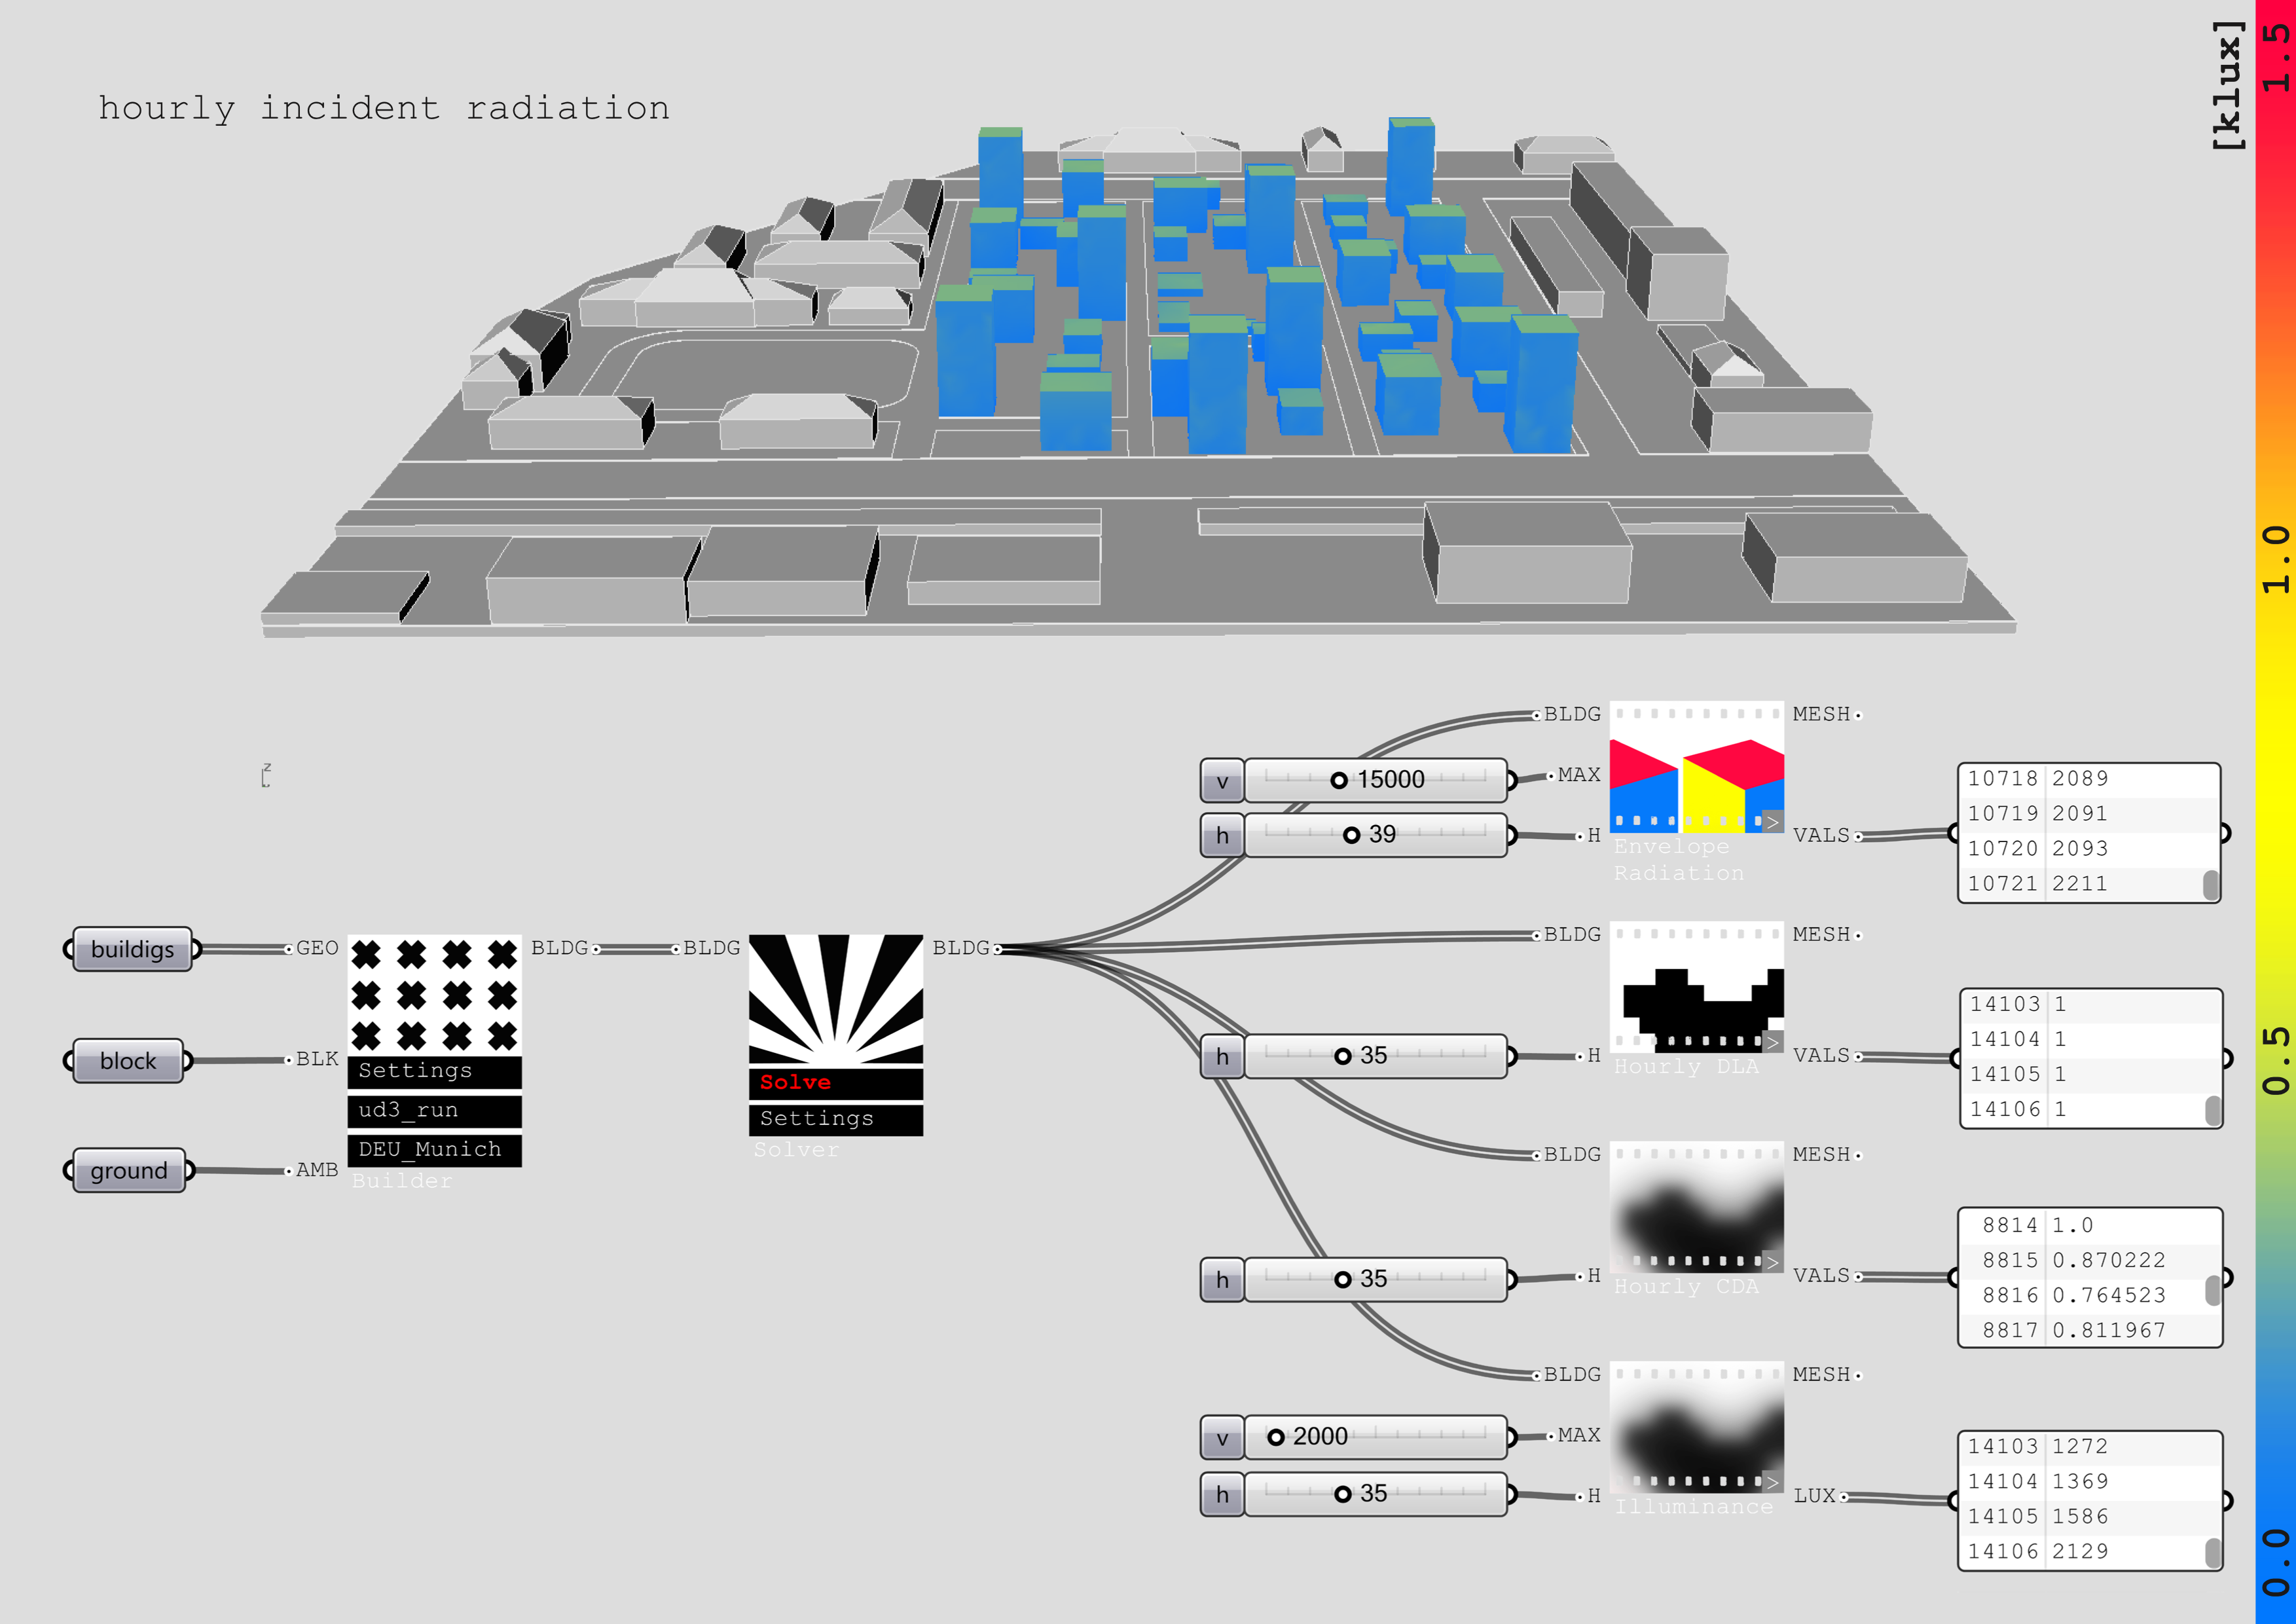 hourly incident radiation
[klux]
1.5
1.0
0.5
0.0
z
buildigs
block
ground
GEO
BLK
AMB
Settings
ud3_run
DEU_Munich
Builder
BLDG
BLDG
Solve
Settings
Solver
BLDG
v 15000
h 39
BLDG
MAX
H
Envelope
Radiation
MESH
VALS
10718 2089
10719 2091
10720 2093
10721 2211
h 35
BLDG
H
>
Hourly DLA
MESH
VALS
14103 1
14104 1
14105 1
14106 1
h 35
BLDG
H
>
Hourly CDA
MESH
VALS
8814 1.0
8815 0.870222
8816 0.764523
8817 0.811967
v 2000
h 35
BLDG
MAX
H
>
Illuminance
MESH
LUX
14103 1272
14104 1369
14105 1586
14106 2129